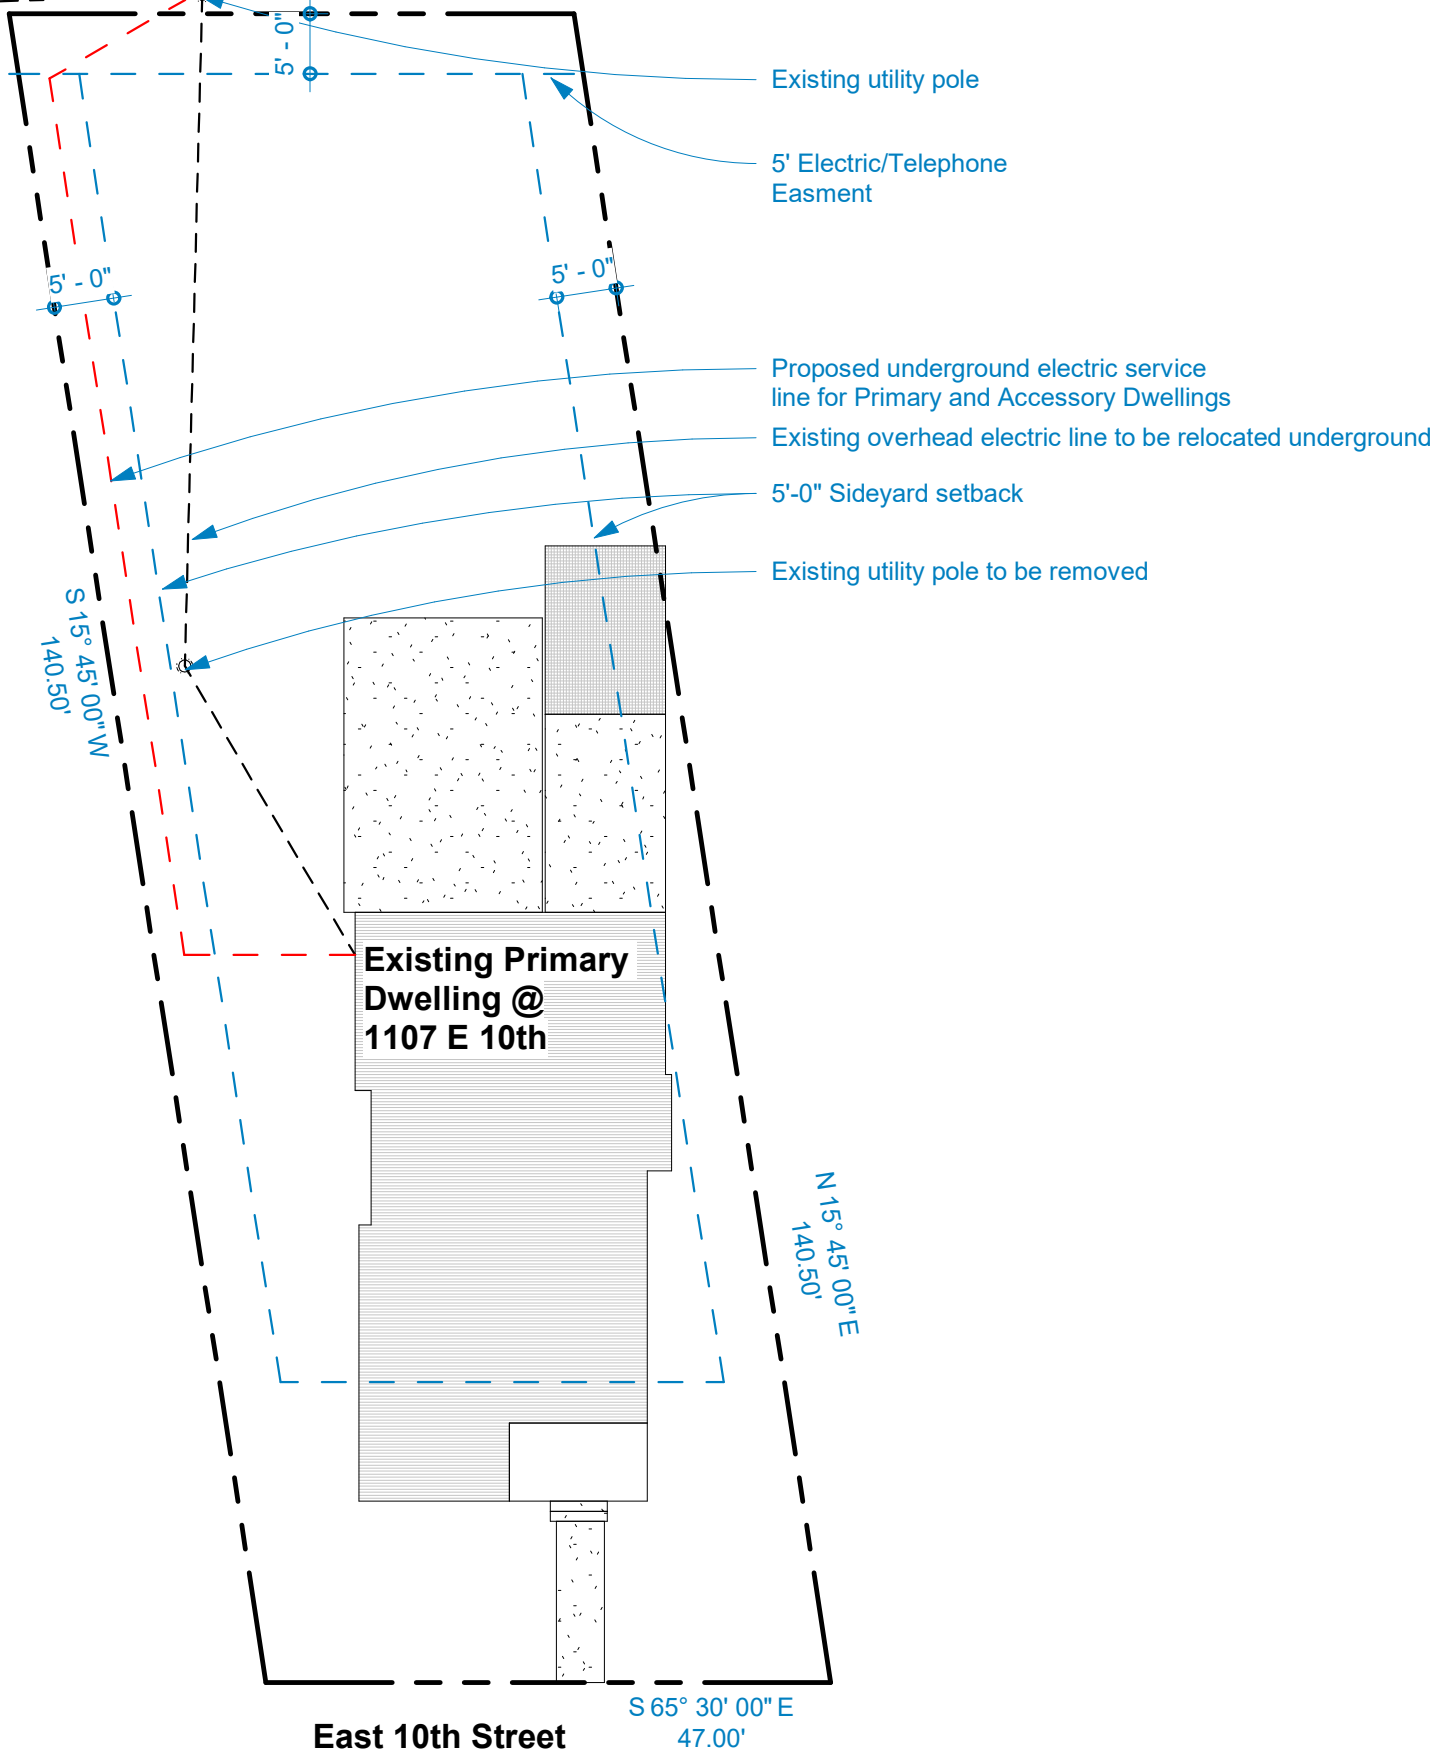 5' - 0"
Existing utility pole
5' Electric/Telephone
Easment
5' - 0"
5' - 0"
Proposed underground electric service
line for Primary and Accessory Dwellings
Existing overhead electric line to be relocated underground
5'-0" Sideyard setback
Existing utility pole to be removed
S 15° 45' 00" W
140.50'
Existing Primary
Dwelling @
1107 E 10th
N 15° 45' 00" E
140.50'
S 65° 30' 00" E
47.00'
East 10th Street